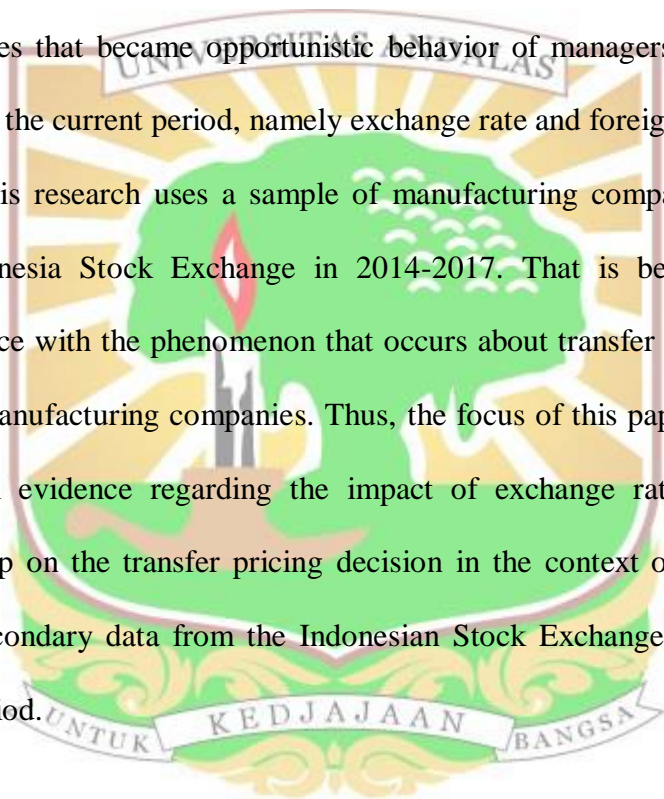 es that became opportunistic behavior of managers
UNIVERSITAS ANDALAS
the current period, namely exchange rate and foreig
is research uses a sample of manufacturing compa
nesia Stock Exchange in 2014-2017. That is be
ce with the phenomenon that occurs about transfer
anufacturing companies. Thus, the focus of this pap
evidence regarding the impact of exchange rat
p on the transfer pricing decision in the context o
condary data from the Indonesian Stock Exchange
iod.
UNTUK KEDJAJAAN BANGSA